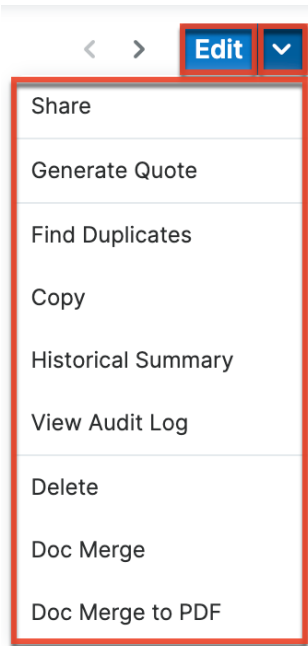 Edit
Share
Generate Quote
Find Duplicates
Copy
Historical Summary
View Audit Log
Delete
Doc Merge
Doc Merge to PDF